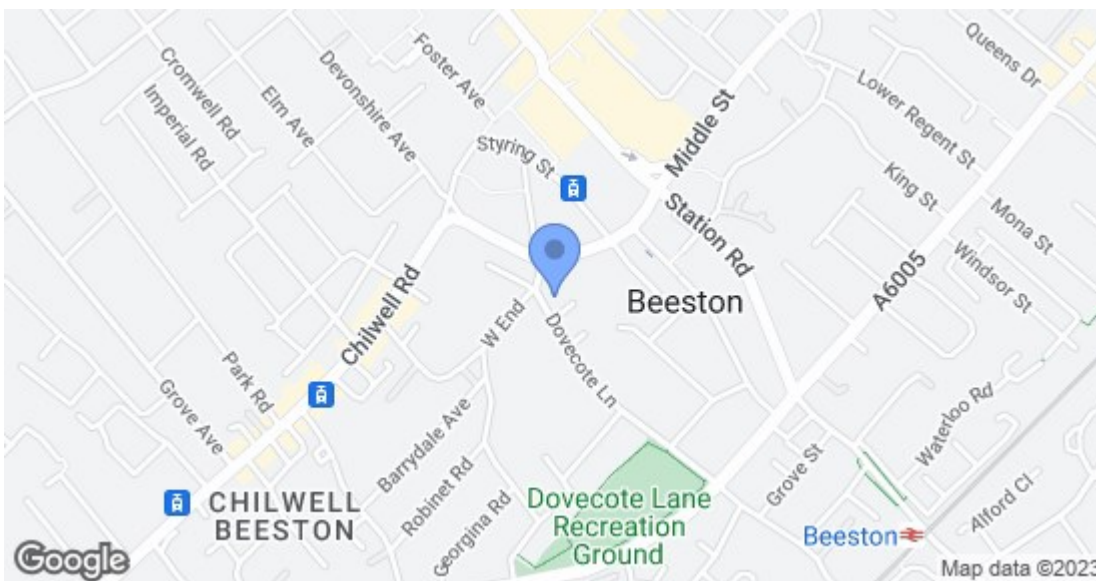 Cromwell Rd
Imperial Rd
Elm Ave
Devonshire Ave
Foster Ave
Styring St
Middle St
Queens Dr
Lower Regent St
King St
Mona St
Windsor St
Station Rd
A6005
Beeston
Chilwell Rd
W End
Dovecote Ln
Park Rd
Grove Ave
Barrydale Ave
Robinet Rd
Georgina Rd
Waterloo Rd
Grove St
Alford Cl
CHILWELL
BEESTON
Dovecote Lane
Recreation
Ground
Beeston
Google
Map data ©2023